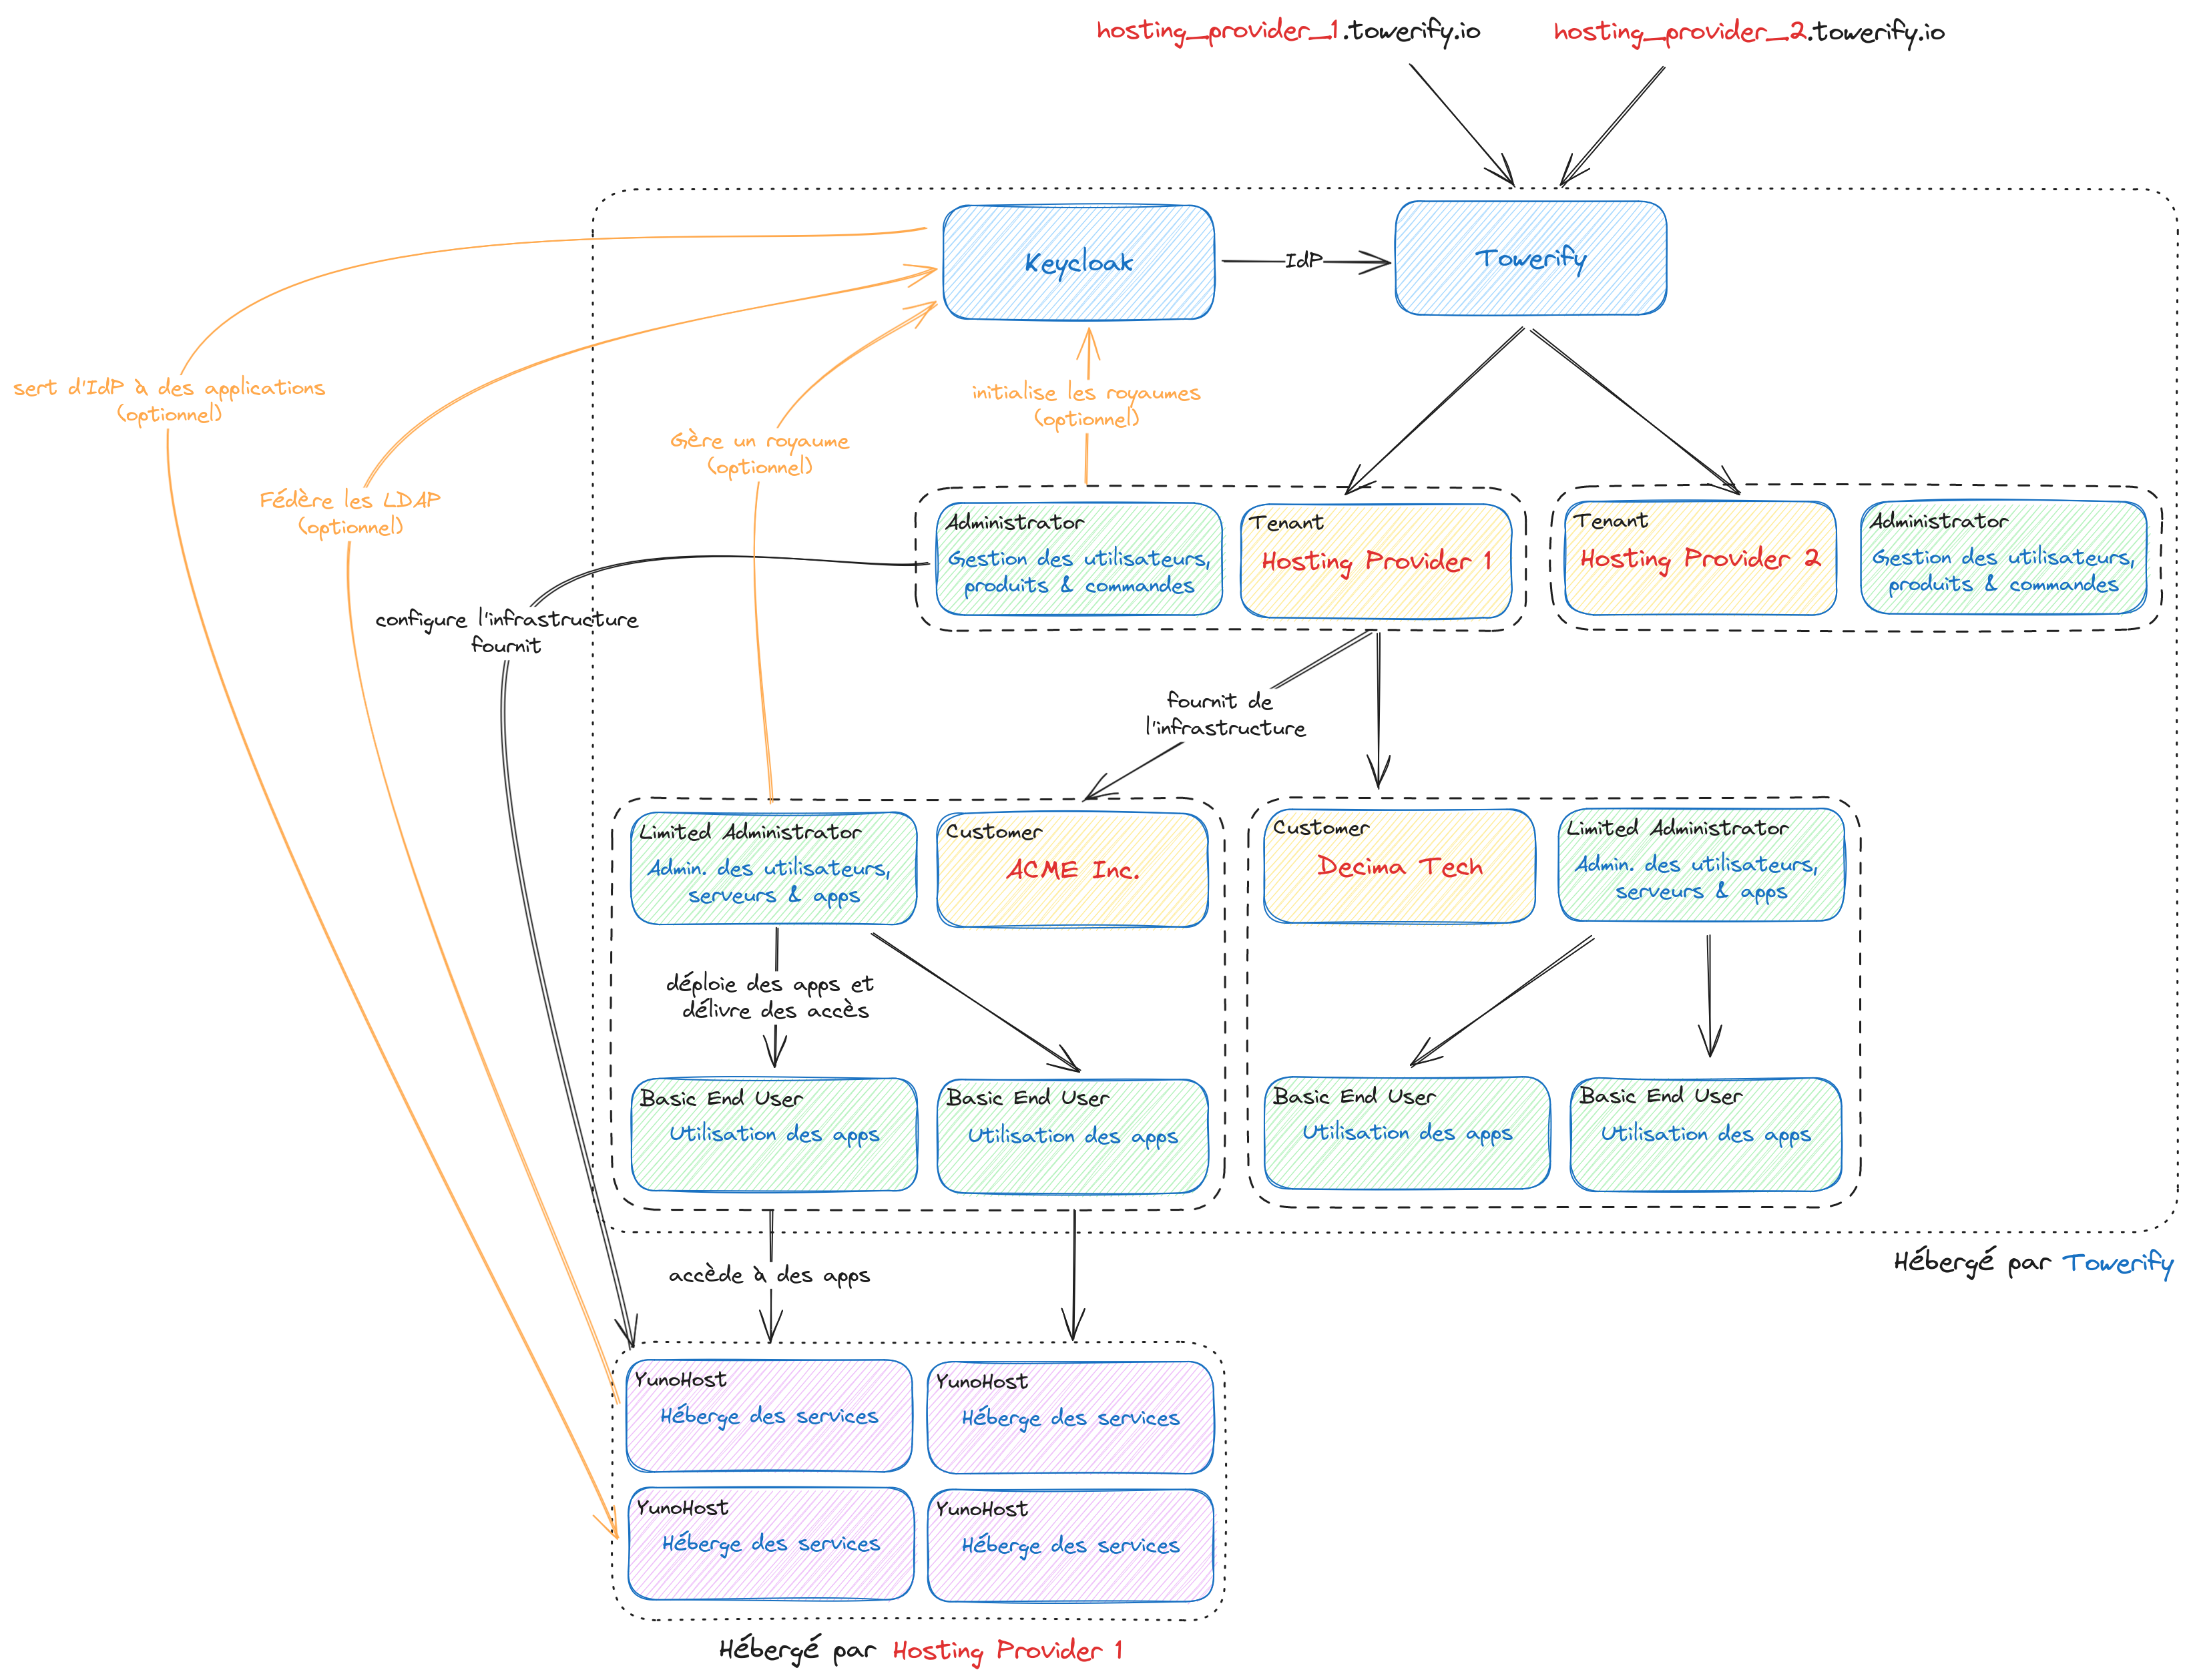 hosting_provider_1.towerify.io
hosting_provider_2.towerify.io
Keycloak
IdP
Towerify
sert d'IdP à des applications
(optionnel)
Fédère les LDAP
(optionnel)
Gère un royaume
(optionnel)
initialise les royaumes
(optionnel)
Administrator
Gestion des utilisateurs,
produits & commandes
Tenant
Hosting Provider 1
Tenant
Hosting Provider 2
Administrator
Gestion des utilisateurs,
produits & commandes
configure l'infrastructure
fournit
fournit de
l'infrastructure
Limited Administrator
Admin. des utilisateurs,
serveurs & apps
Customer
ACME Inc.
Customer
Decima Tech
Limited Administrator
Admin. des utilisateurs,
serveurs & apps
déploie des apps et
délivre des accès
Basic End User
Utilisation des apps
Basic End User
Utilisation des apps
Basic End User
Utilisation des apps
Basic End User
Utilisation des apps
Hébergé par Towerify
accède à des apps
YunoHost
Héberge des services
YunoHost
Héberge des services
YunoHost
Héberge des services
YunoHost
Héberge des services
Hébergé par Hosting Provider 1